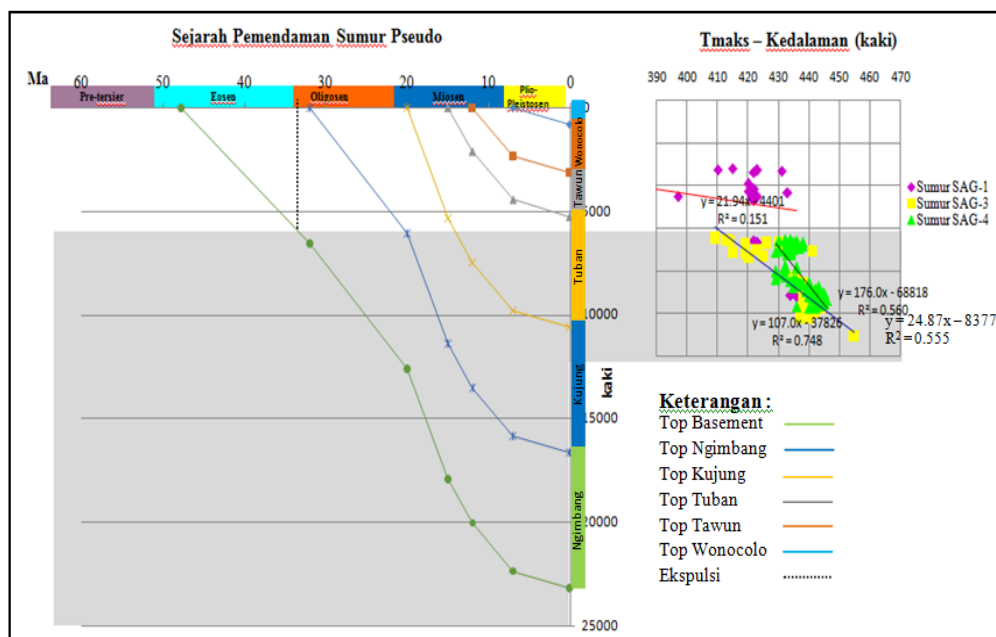 Sejarah Pemendaman Sumur Pseudo
Ma 60 50 40 30 20 10 0
Pre-tersier Eosen Oligosen Miosen Plio-Pleistosen
0
5000
10000
15000
20000
25000
kaki
Wonocolo
Tawun
Tuban
Kujung
Ngimbang
Tmaks – Kedalaman (kaki)
390 400 410 420 430 440 450 460 470
Sumur SAG-1
Sumur SAG-3
Sumur SAG-4
R² = 0.151
y = 176.0x - 68818
R² = 0.560
y = 107.0x - 37826
R² = 0.748
y = 24.87x – 8377
R² = 0.555
Keterangan :
Top Basement
Top Ngimbang
Top Kujung
Top Tuban
Top Tawun
Top Wonocolo
Ekspulsi